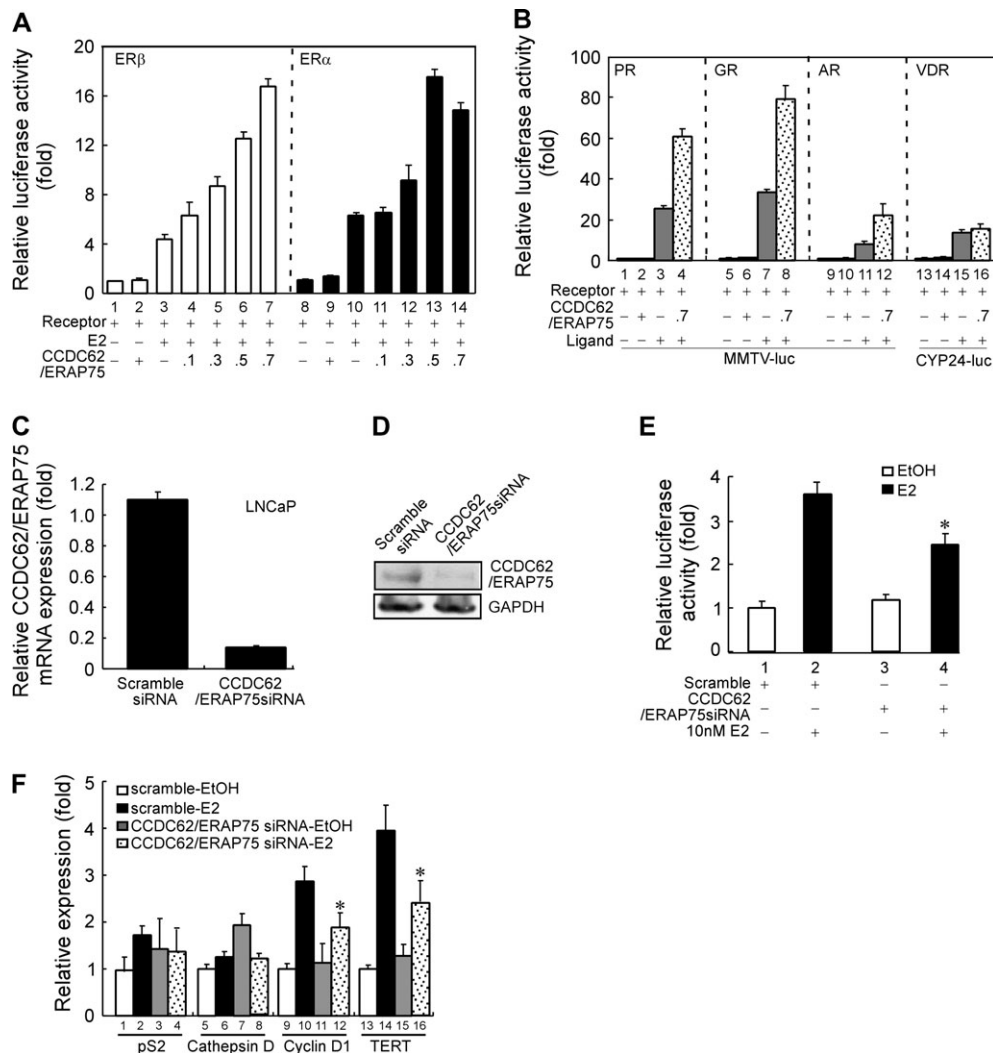 A
Relative luciferase activity
(fold)
20
16
12
8
4
0
ERβ
ERα
1 2 3 4 5 6 7 8 9 10 11 12 13 14
Receptor + + + + + + + + + + + + + +
E2 + + + + + + + + + +
CCDC62
/ERAP75 + .1 .3 .5 .7 + .1 .3 .5 .7
B
Relative luciferase activity
(fold)
100
80
60
40
20
0
PR
GR
AR
VDR
1 2 3 4 5 6 7 8 9 10 11 12 13 14 15 16
Receptor + + + + + + + + + + + + + + + +
CCDC62
/ERAP75 − + − .7 − + − .7 − + − .7 − + − .7
Ligand − − + + − − + + − − + + − − + +
MMTV-luc
CYP24-luc
C
Relative CCDC62/ERAP75
mRNA expression (fold)
1.2
1.0
0.8
0.6
0.4
0.2
0
LNCaP
Scramble
siRNA
CCDC62
/ERAP75siRNA
D
Scramble
siRNA
CCDC62
/ERAP75siRNA
CCDC62
/ERAP75
GAPDH
E
Relative luciferase
activity (fold)
4
2
0
EtOH
E2
*
1 2 3 4
Scramble + + − −
CCDC62
/ERAP75siRNA − − + +
10nM E2 − + − +
F
Relative expression (fold)
5
4
3
2
1
0
scramble-EtOH
scramble-E2
CCDC62/ERAP75 siRNA-EtOH
CCDC62/ERAP75 siRNA-E2
*
*
1 2 3 4 5 6 7 8 9 10 11 12 13 14 15 16
pS2
Cathepsin D
Cyclin D1
TERT